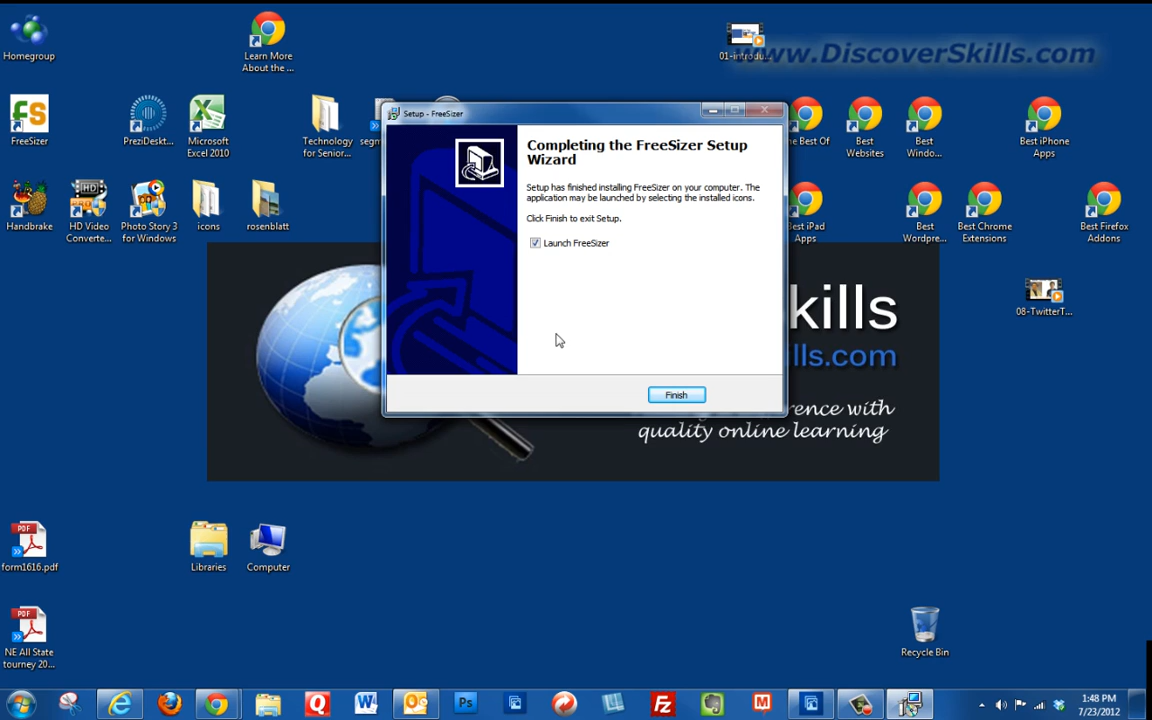 Homegroup
Learn More
About the ...
01-introdu...
www.DiscoverSkills.com
FreeSizer
PreziDeskt...
Microsoft
Excel 2010
Technology
for Senior...
Setup - FreeSizer
Best
Websites
Best
Windo...
Best iPhone
Apps
Completing the FreeSizer Setup
Wizard
Setup has finished installing FreeSizer on your computer. The
application may be launched by selecting the installed icons.
Click Finish to exit Setup.
Launch FreeSizer
Finish
Handbrake
HD
HD Video
Converte...
Photo Story 3
for Windows
icons
rosenblatt
Apps
Best
Wordpre...
Best Chrome
Extensions
Best Firefox
Addons
08-TwitterT...
kills
lls.com
with
quality online learning
PDF
form1616.pdf
Libraries
Computer
PDF
NE All State
tourney 20...
Recycle Bin
1:48 PM
7/23/2012